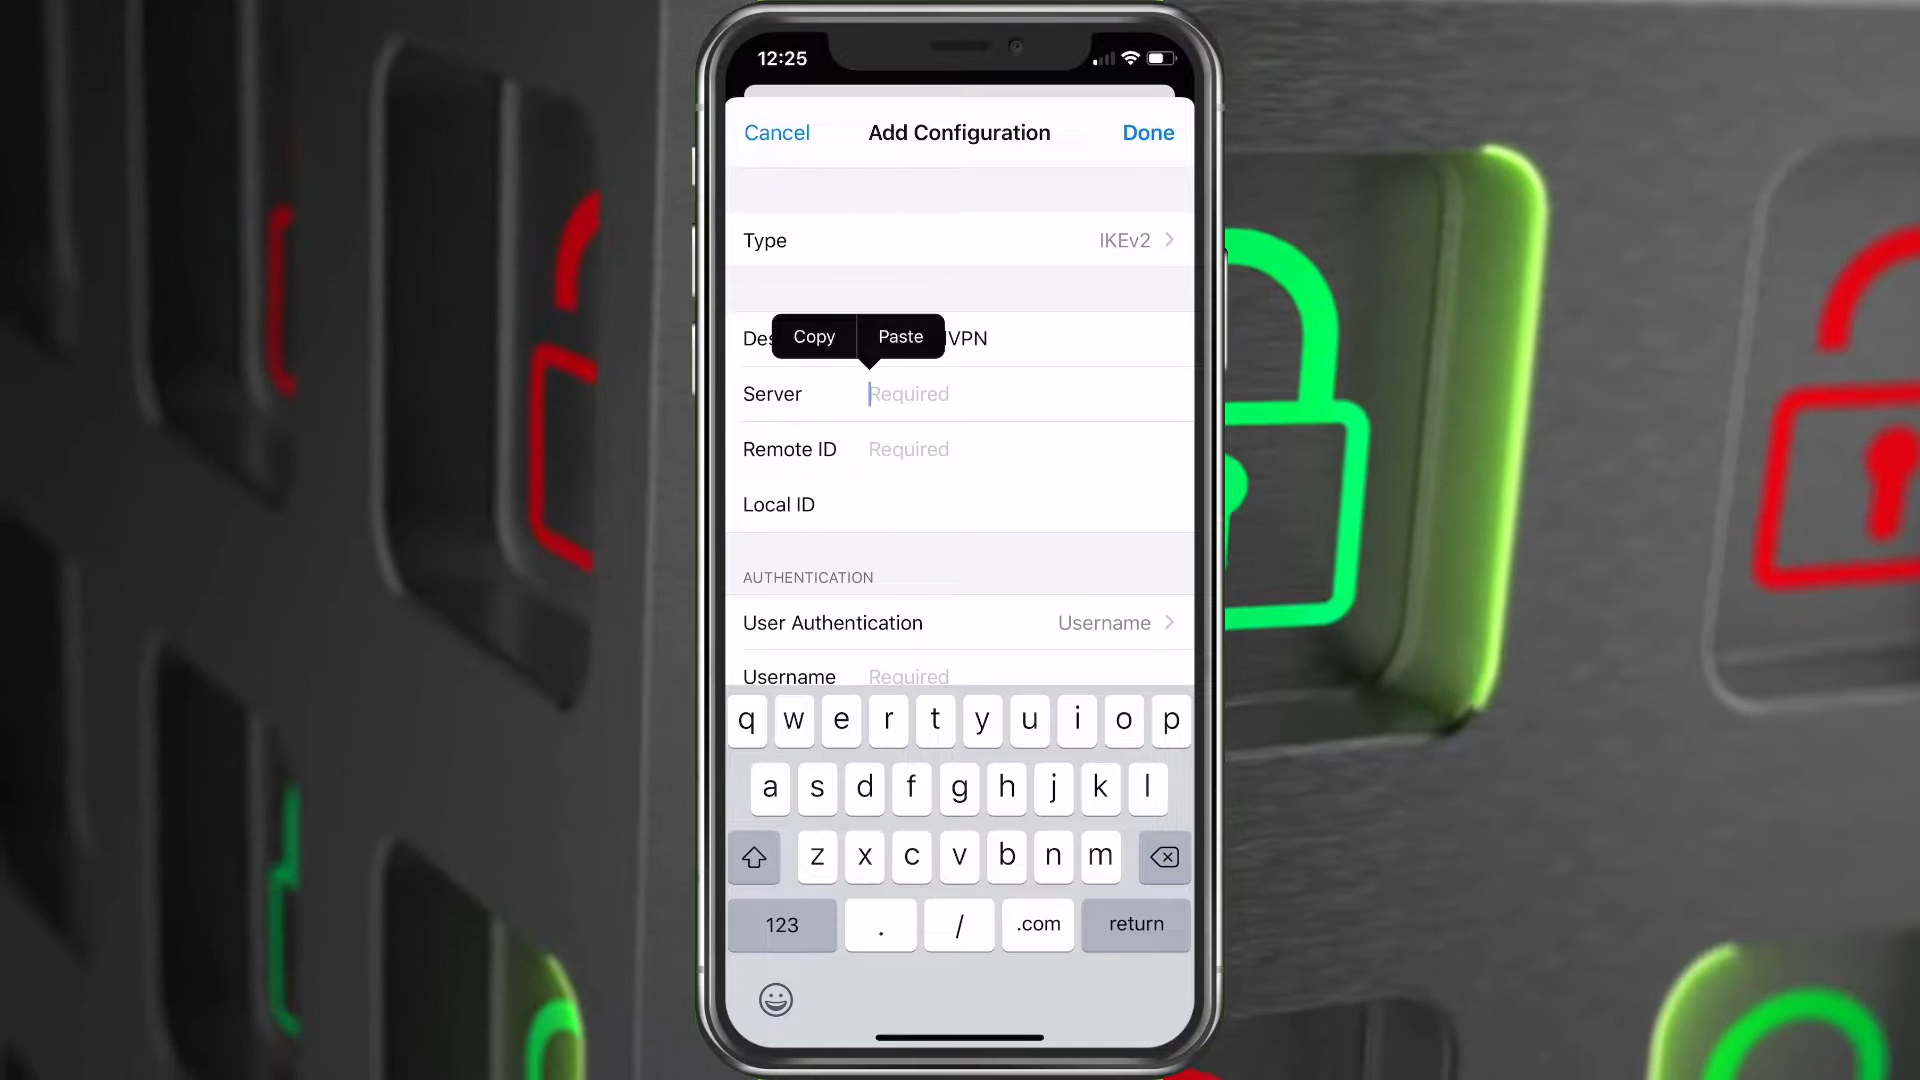 12:25
Cancel Add Configuration Done
Type IKEv2
Copy Paste VPN
Server Required
Remote ID Required
Local ID
AUTHENTICATION
User Authentication Username
Username Required
q w e r t y u i o p
a s d f g h j k l
z x c v b n m
123 . / .com return